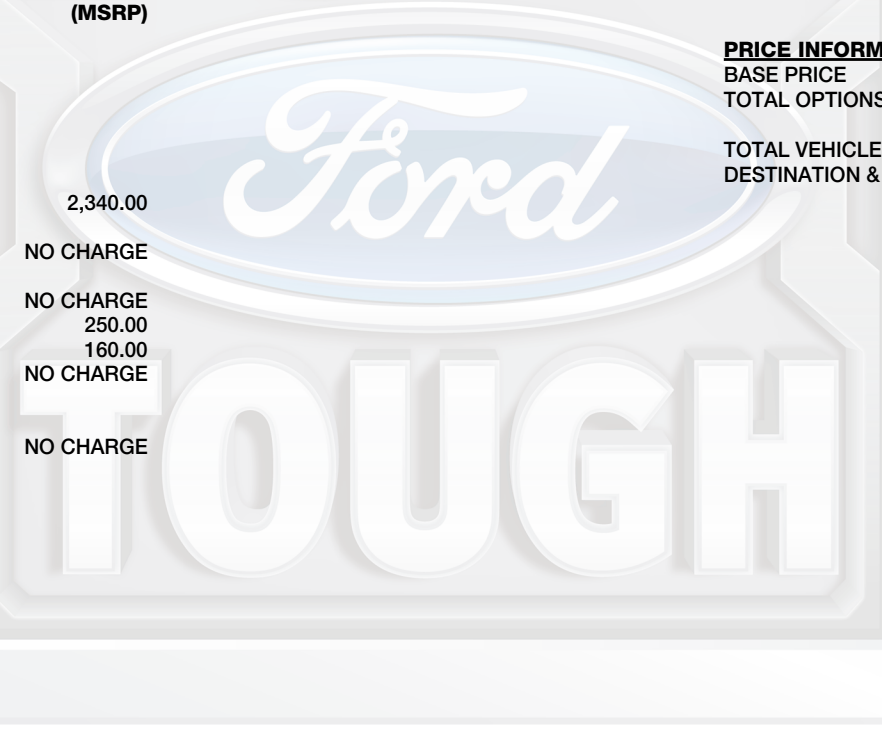 (MSRP)
2,340.00
NO CHARGE
NO CHARGE
250.00
160.00
NO CHARGE
NO CHARGE
PRICE INFORM
BASE PRICE
TOTAL OPTIONS
TOTAL VEHICLE
DESTINATION &
Ford
TOUGH